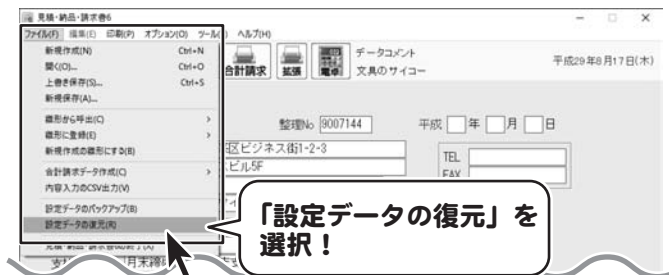 見積・納品・請求書6
ファイル(F) 編集(E) 印刷(P) オプション(O) ツール( ヘルプ(H)
新規作成(N) Ctrl+N
開く(O)... Ctrl+O
上書き保存(S)... Ctrl+S
新規保存(A)...
雛形から呼出(C)
雛形に登録(E)
新規作成の雛形にする(B)
合計請求データ作成(C)
内容入力のCSV出力(V)
設定データのバックアップ(B)
設定データの復元(R)
合計請求 拡張 電卓
データコメント
文具のサイコー
平成29年8月17日(木)
整理No 9007144
平成 年 月 日
区ビジネス街1-2-3
スビル5F
TEL
FAX
「設定データの復元」を
選択！
月末締